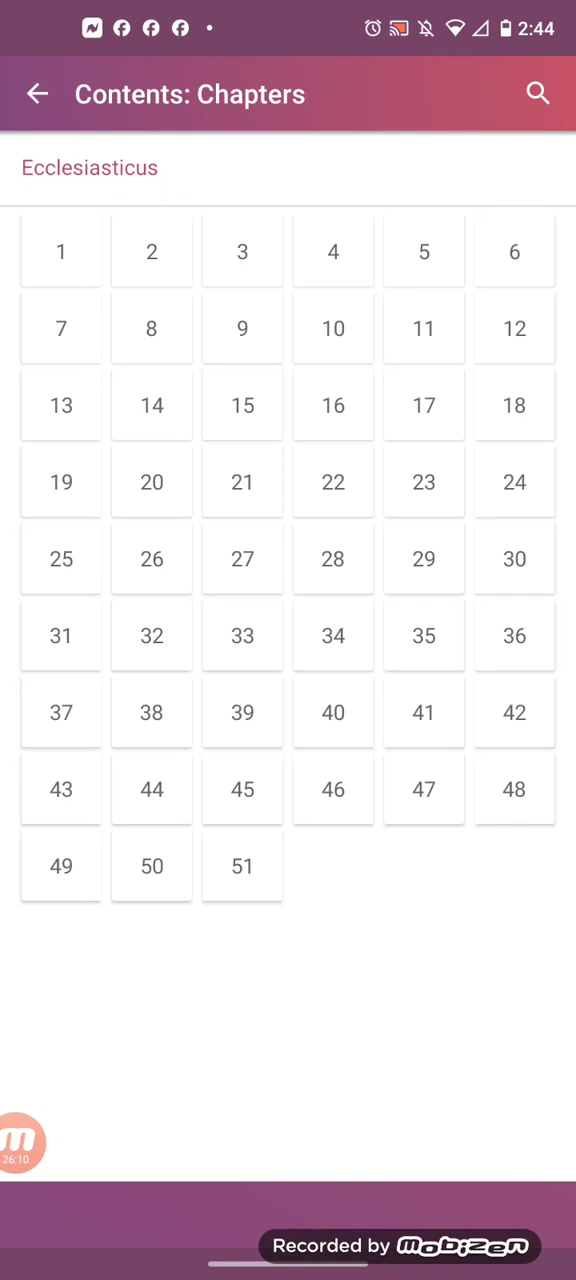 2:44
Contents: Chapters
Ecclesiasticus
1 2 3 4 5 6
7 8 9 10 11 12
13 14 15 16 17 18
19 20 21 22 23 24
25 26 27 28 29 30
31 32 33 34 35 36
37 38 39 40 41 42
43 44 45 46 47 48
49 50 51
26:10
Recorded by mobizen